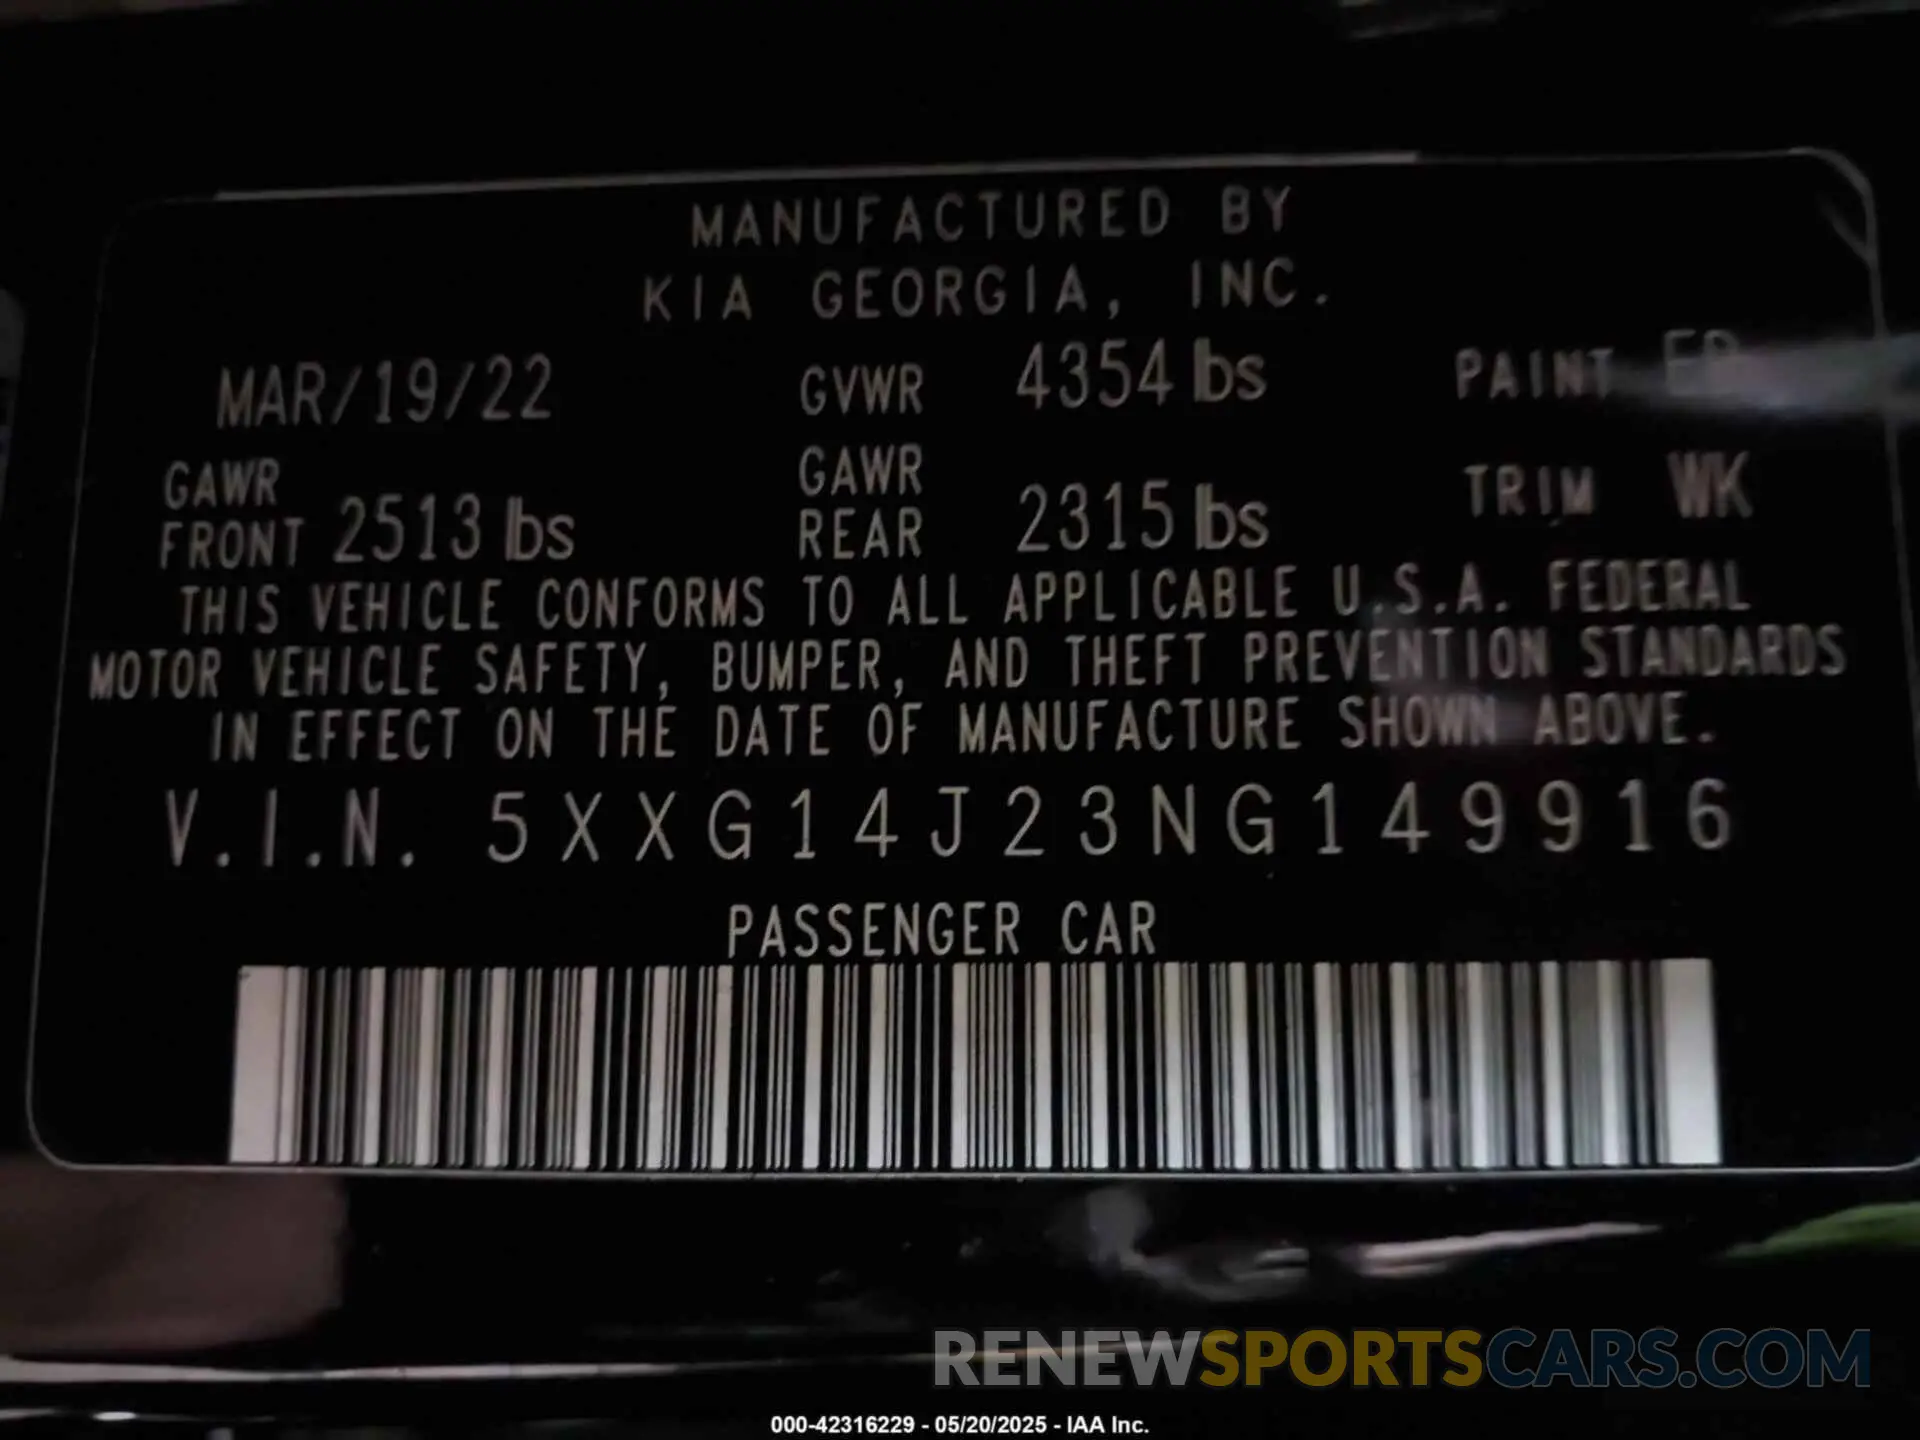 MANUFACTURED BY
KIA GEORGIA, INC.
MAR/19/22 GVWR 4354 lbs PAINT
GAWR FRONT 2513 lbs GAWR REAR 2315 lbs TRIM WK
THIS VEHICLE CONFORMS TO ALL APPLICABLE U.S.A. FEDERAL
MOTOR VEHICLE SAFETY, BUMPER, AND THEFT PREVENTION STANDARDS
IN EFFECT ON THE DATE OF MANUFACTURE SHOWN ABOVE.
V.I.N. 5XXG14J23NG149916
PASSENGER CAR
RENEWSPORTSCARS.COM
000-42316229 - 05/20/2025 - IAA Inc.